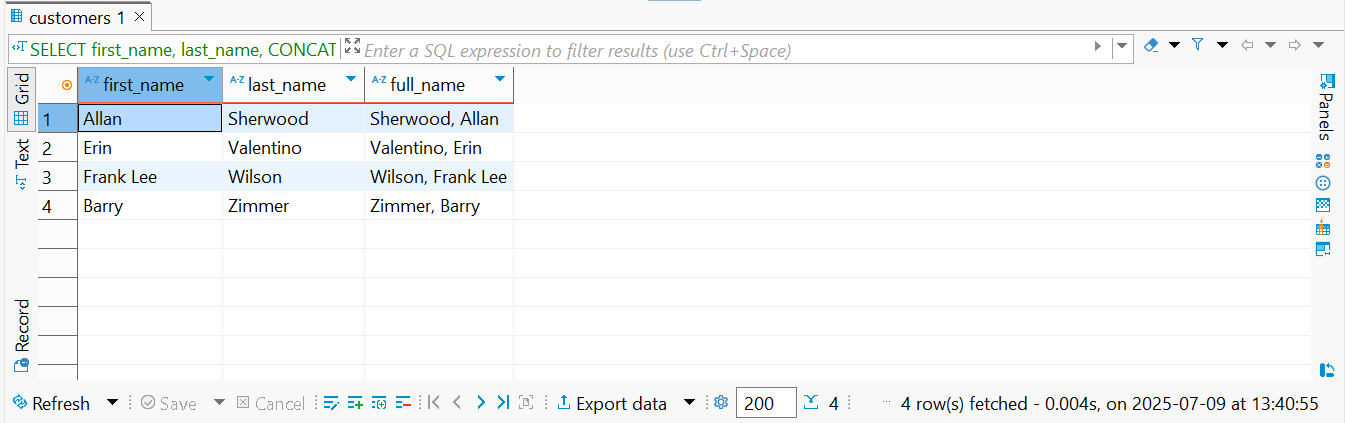 customers 1
SELECT first_name, last_name, CONCAT Enter a SQL expression to filter results (use Ctrl+Space)
Grid
Text
Record
A-Z first_name A-Z last_name A-Z full_name
1 Allan Sherwood Sherwood, Allan
2 Erin Valentino Valentino, Erin
3 Frank Lee Wilson Wilson, Frank Lee
4 Barry Zimmer Zimmer, Barry
Panels
Refresh Save Cancel Export data 200 4 ... 4 row(s) fetched - 0.004s, on 2025-07-09 at 13:40:55